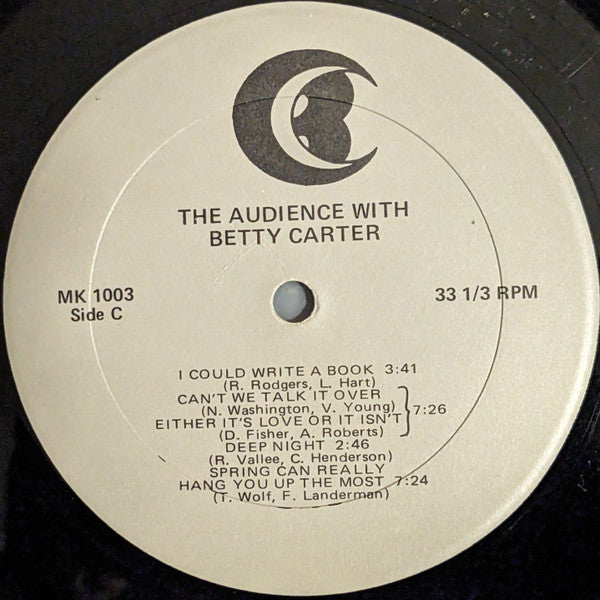 THE AUDIENCE WITH
BETTY CARTER
MK 1003
Side C
33 1/3 RPM
I COULD WRITE A BOOK 3:41
(R. Rodgers, L. Hart)
CAN'T WE TALK IT OVER
(N. Washington, V. Young)
EITHER IT'S LOVE OR IT ISN'T
(D. Fisher, A. Roberts)
7:26
DEEP NIGHT 2:46
(R. Vallee, C. Henderson)
SPRING CAN REALLY
HANG YOU UP THE MOST 7:24
(T. Wolf, F. Landerman)